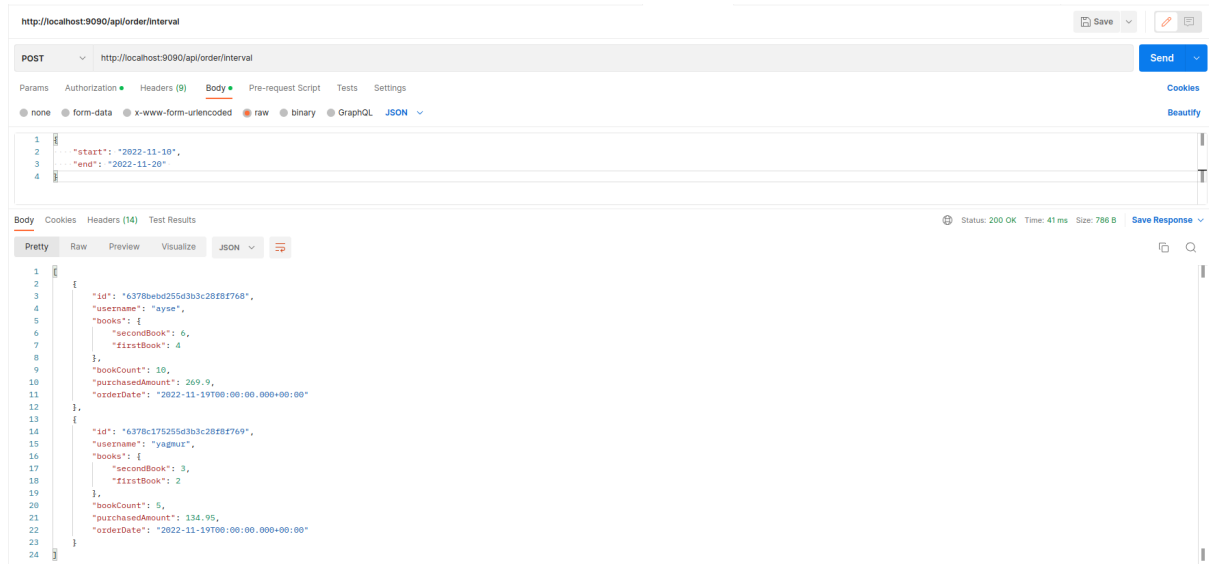 http://localhost:9090/api/order/interval
Save
POST http://localhost:9090/api/order/interval Send
Params Authorization Headers (9) Body Pre-request Script Tests Settings Cookies
none form-data x-www-form-urlencoded raw binary GraphQL JSON Beautify
1 {
2 "start": "2022-11-10",
3 "end": "2022-11-20"
4 }
Body Cookies Headers (14) Test Results Status: 200 OK Time: 41 ms Size: 786 B Save Response
Pretty Raw Preview Visualize JSON
1 [
2 {
3 "id": "6378bebd255d3b3c28f8f768",
4 "username": "ayse",
5 "books": {
6 "secondBook": 6,
7 "firstBook": 4
8 },
9 "bookCount": 10,
10 "purchasedAmount": 269.9,
11 "orderDate": "2022-11-19T00:00:00.000+00:00"
12 },
13 {
14 "id": "6378c175255d3b3c28f8f769",
15 "username": "yagmur",
16 "books": {
17 "secondBook": 3,
18 "firstBook": 2
19 },
20 "bookCount": 5,
21 "purchasedAmount": 134.95,
22 "orderDate": "2022-11-19T00:00:00.000+00:00"
23 }
24 ]